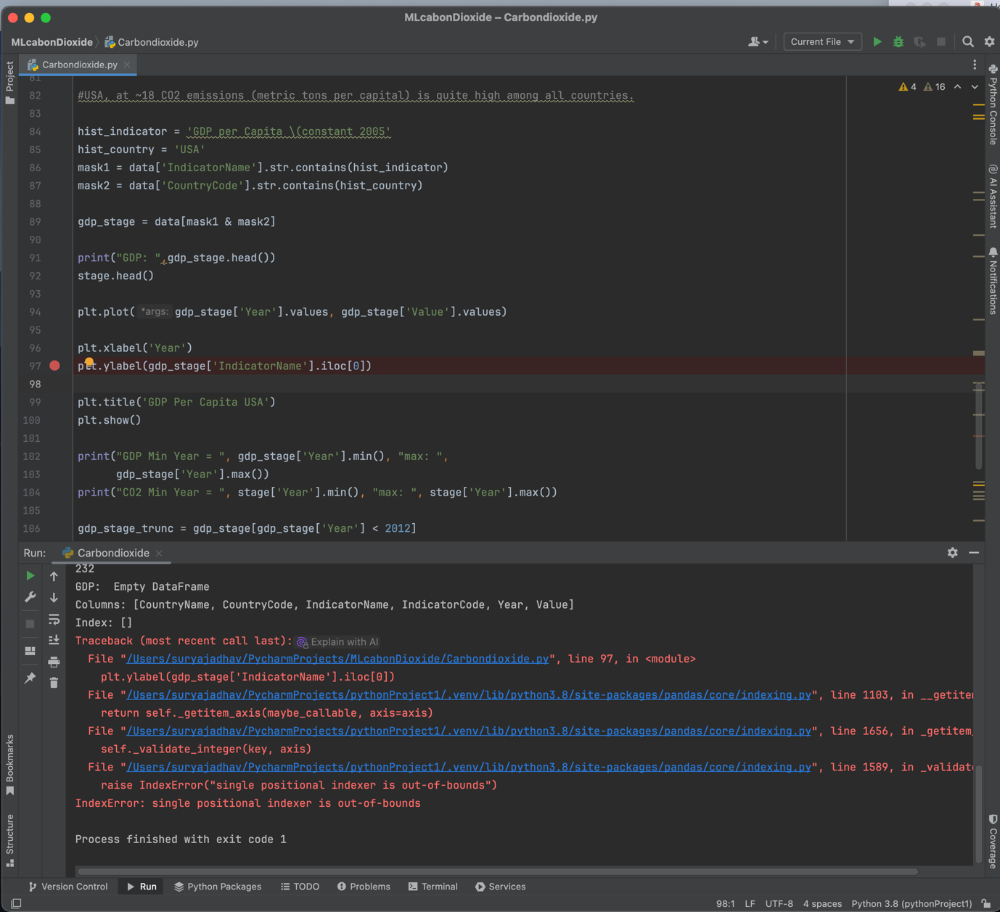 MLcabonDioxide – Carbondioxide.py
MLcabonDioxide
Carbondioxide.py
Current File
Project
Carbondioxide.py
4
16
81
82 #USA, at ~18 CO2 emissions (metric tons per capital) is quite high among all countries.
83
84 hist_indicator = 'GDP per Capita \(constant 2005'
85 hist_country = 'USA'
86 mask1 = data['IndicatorName'].str.contains(hist_indicator)
87 mask2 = data['CountryCode'].str.contains(hist_country)
88
89 gdp_stage = data[mask1 & mask2]
90
91 print("GDP: ",gdp_stage.head())
92 stage.head()
93
94 plt.plot( *args: gdp_stage['Year'].values, gdp_stage['Value'].values)
95
96 plt.xlabel('Year')
97 plt.ylabel(gdp_stage['IndicatorName'].iloc[0])
98
99 plt.title('GDP Per Capita USA')
100 plt.show()
101
102 print("GDP Min Year = ", gdp_stage['Year'].min(), "max: ",
103 gdp_stage['Year'].max())
104 print("CO2 Min Year = ", stage['Year'].min(), "max: ", stage['Year'].max())
105
106 gdp_stage_trunc = gdp_stage[gdp_stage['Year'] < 2012]
Python Console
AI Assistant
Notifications
Run:
Carbondioxide
232
GDP:  Empty DataFrame
Columns: [CountryName, CountryCode, IndicatorName, IndicatorCode, Year, Value]
Index: []
Traceback (most recent call last): Explain with AI
File "/Users/suryajadhav/PycharmProjects/MLcabonDioxide/Carbondioxide.py", line 97, in <module>
plt.ylabel(gdp_stage['IndicatorName'].iloc[0])
File "/Users/suryajadhav/PycharmProjects/pythonProject1/.venv/lib/python3.8/site-packages/pandas/core/indexing.py", line 1103, in __getite
return self._getitem_axis(maybe_callable, axis=axis)
File "/Users/suryajadhav/PycharmProjects/pythonProject1/.venv/lib/python3.8/site-packages/pandas/core/indexing.py", line 1656, in _getitem_
self._validate_integer(key, axis)
File "/Users/suryajadhav/PycharmProjects/pythonProject1/.venv/lib/python3.8/site-packages/pandas/core/indexing.py", line 1589, in _validat
raise IndexError("single positional indexer is out-of-bounds")
IndexError: single positional indexer is out-of-bounds
Process finished with exit code 1
Bookmarks
Structure
Coverage
Version Control
Run
Python Packages
TODO
Problems
Terminal
Services
98:1
LF
UTF-8
4 spaces
Python 3.8 (pythonProject1)